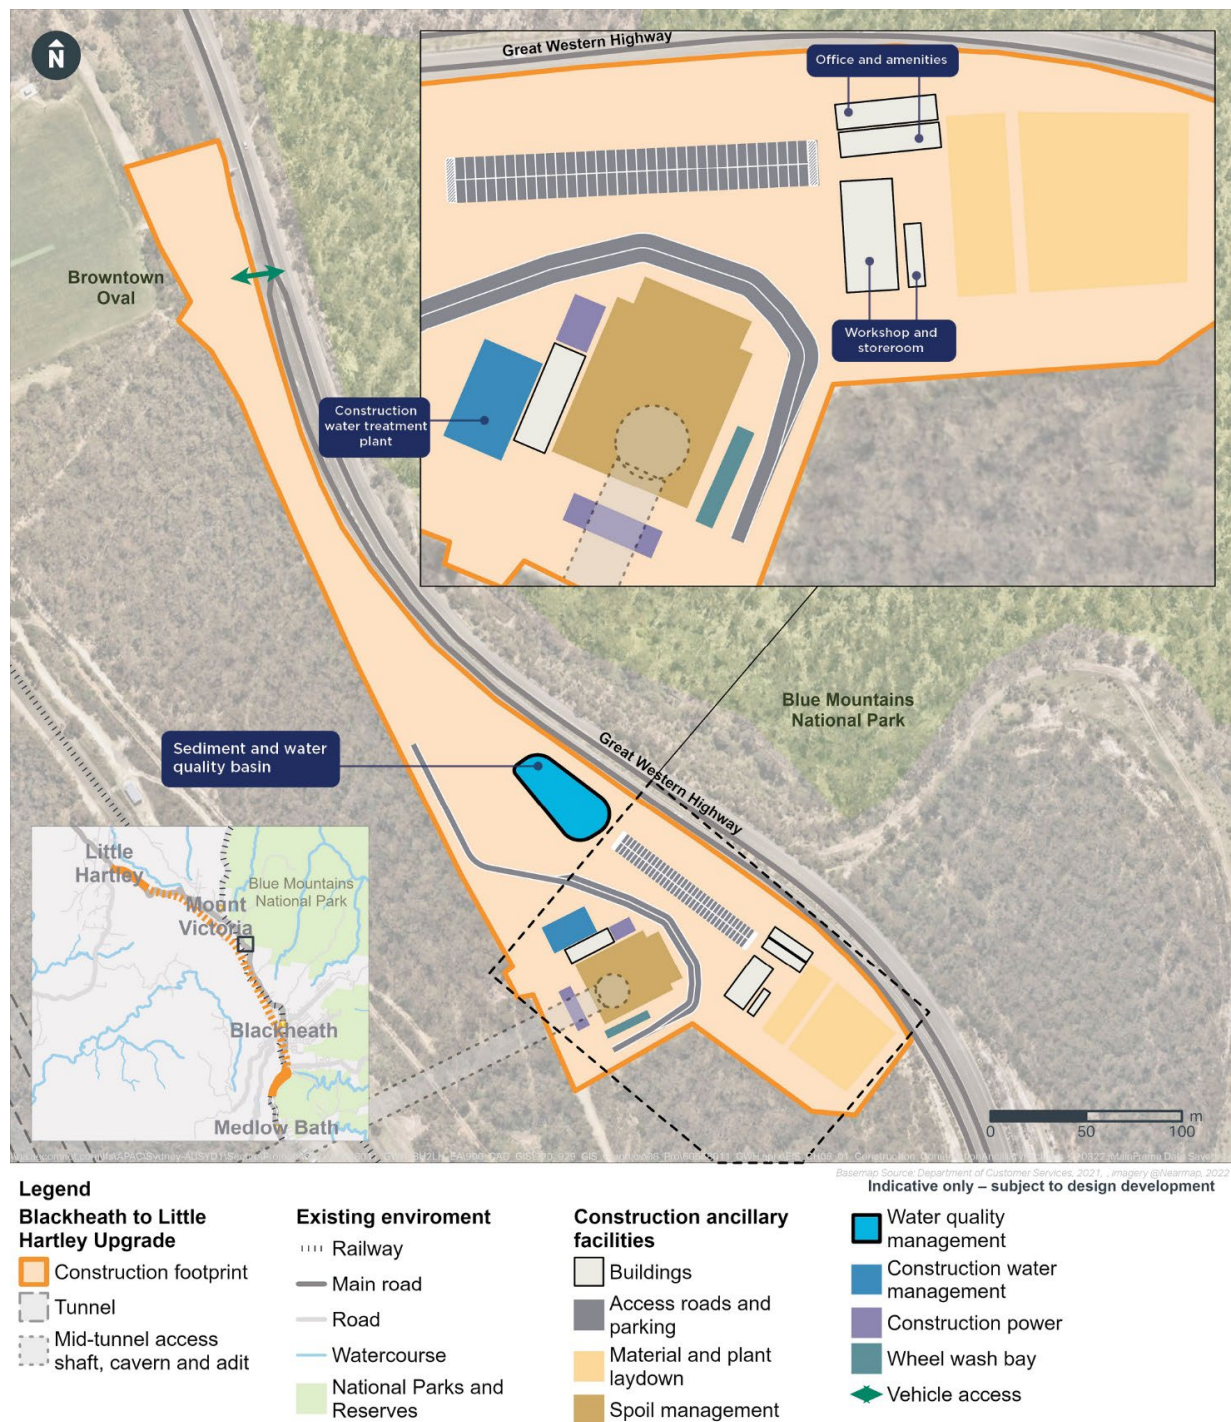 N
Great Western Highway
Office and amenities
Browntown
Oval
Workshop and
storeroom
Construction
water treatment
plant
Blue Mountains
National Park
Great Western Highway
Sediment and water
quality basin
Little
Hartley
Blue Mountains
National Park
Mount
Victoria
Blackheath
Medlow Bath
m
0 50 100
Basemap Source: Department of Customer Services, 2021, , imagery @Nearmap, 2022
Indicative only – subject to design development
Legend
Blackheath to Little
Hartley Upgrade
Construction footprint
Tunnel
Mid-tunnel access
shaft, cavern and adit
Existing enviroment
Railway
Main road
Road
Watercourse
National Parks and
Reserves
Construction ancillary
facilities
Buildings
Access roads and
parking
Material and plant
laydown
Spoil management
Water quality
management
Construction water
management
Construction power
Wheel wash bay
Vehicle access